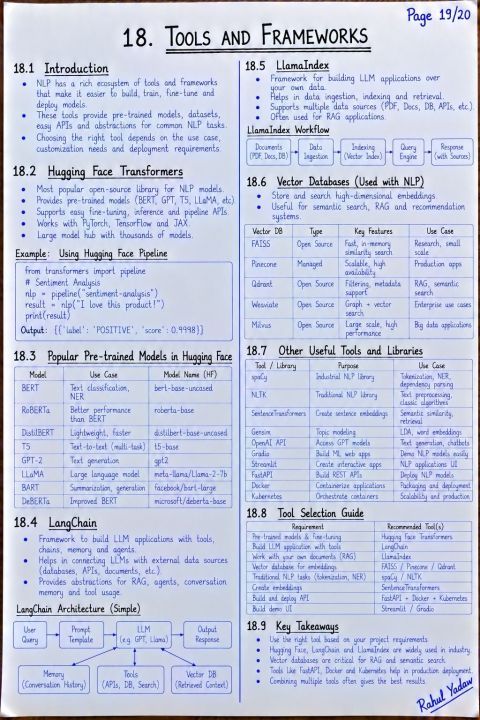 Page 19/20
18. TOOLS AND FRAMEWORKS
18.1 Introduction
• NLP has a rich ecosystem of tools and frameworks
that make it easier to build, train, fine-tune and
deploy models.
• These tools provide pre-trained models, datasets,
easy APIs and abstractions for common NLP tasks.
• Choosing the right tool depends on the use case,
customization needs and deployment requirements.
18.2 Hugging Face Transformers
• Most popular open-source library for NLP models.
• Provides pre-trained models (BERT, GPT, T5, LLaMA, etc).
• Supports easy fine-tuning, inference and pipeline APIs.
• Works with PyTorch, TensorFlow and JAX.
• Large model hub with thousands of models.
Example: Using Hugging Face Pipeline
from transformers import pipeline
# Sentiment Analysis
nlp = pipeline("sentiment-analysis")
result = nlp("I love this product!")
print(result)
Output: [{'label': 'POSITIVE', 'score': 0.9998}]
18.3 Popular Pre-trained Models in Hugging Face
Model Use Case Model Name (HF)
BERT Text classification, bert-base-uncased
NER
RoBERTa Better performance roberta-base
than BERT
DistilBERT Lightweight, faster distilbert-base-uncased
T5 Text-to-text (multi-task) t5-base
GPT-2 Text generation gpt2
LLaMA Large language model meta-llama/Llama-2-7b
BART Summarization, generation facebook/bart-large
DeBERTa Improved BERT microsoft/deberta-base
18.4 LangChain
• Framework to build LLM applications with tools,
chains, memory and agents.
• Helps in connecting LLMs with external data sources
(databases, APIs, documents, etc.).
• Provides abstractions for RAG, agents, conversation
memory and tool usage.
LangChain Architecture (Simple)
User Prompt LLM Output
Query Template (e.g. GPT, Llama) Response
Memory Tools Vector DB
(Conversation History) (APIs, DB, Search) (Retrieved Context)
18.5 LlamaIndex
• Framework for building LLM applications over
your own data.
• Helps in data ingestion, indexing and retrieval.
• Supports multiple data sources (PDF, Docs, DB, APIs, etc.).
• Often used for RAG applications.
LlamaIndex Workflow
Documents Data Indexing Query Response
(PDF, Docs, DB) Ingestion (Vector Index) Engine (with Sources)
18.6 Vector Databases (Used with NLP)
• Store and search high-dimensional embeddings.
• Useful for semantic search, RAG and recommendation
systems.
Vector DB Type Key Features Use Case
FAISS Open Source Fast, in-memory Research, small
similarity search scale
Pinecone Managed Scalable, high Production apps
availability
Qdrant Open Source Filtering, metadata RAG, semantic
support search
Weaviate Open Source Graph + vector Enterprise use cases
search
Milvus Open Source Large scale, high Big data applications
performance
18.7 Other Useful Tools and Libraries
Tool / Library Purpose Use Case
spaCy Industrial NLP library Tokenization, NER,
dependency parsing
NLTK Traditional NLP library Text preprocessing,
classic algorithms
SentenceTransformers Create sentence embeddings Semantic similarity,
retrieval
Gensim Topic modeling LDA, word embeddings
OpenAI API Access GPT models Text generation, chatbots
Gradio Build ML web apps Demo NLP models easily
Streamlit Create interactive apps NLP applications UI
FastAPI Build REST APIs Deploy NLP models
Docker Containerize applications Packaging and deployment
Kubernetes Orchestrate containers Scalability and production
18.8 Tool Selection Guide
Requirement Recommended Tool(s)
Pre-trained models & fine-tuning Hugging Face Transformers
Build LLM application with tools LangChain
Work with your own documents (RAG) LlamaIndex
Vector database for embeddings FAISS / Pinecone / Qdrant
Traditional NLP tasks (tokenization, NER) spaCy / NLTK
Create embeddings SentenceTransformers
Build and deploy API FastAPI + Docker + Kubernetes
Build demo UI Streamlit / Gradio
18.9 Key Takeaways
• Use the right tool based on your project requirements.
• Hugging Face, LangChain and LlamaIndex are widely used in industry.
• Vector databases are critical for RAG and semantic search.
• Tools like FastAPI, Docker and Kubernetes help in production deployment.
• Combining multiple tools often gives the best results.
Rahul Yadav